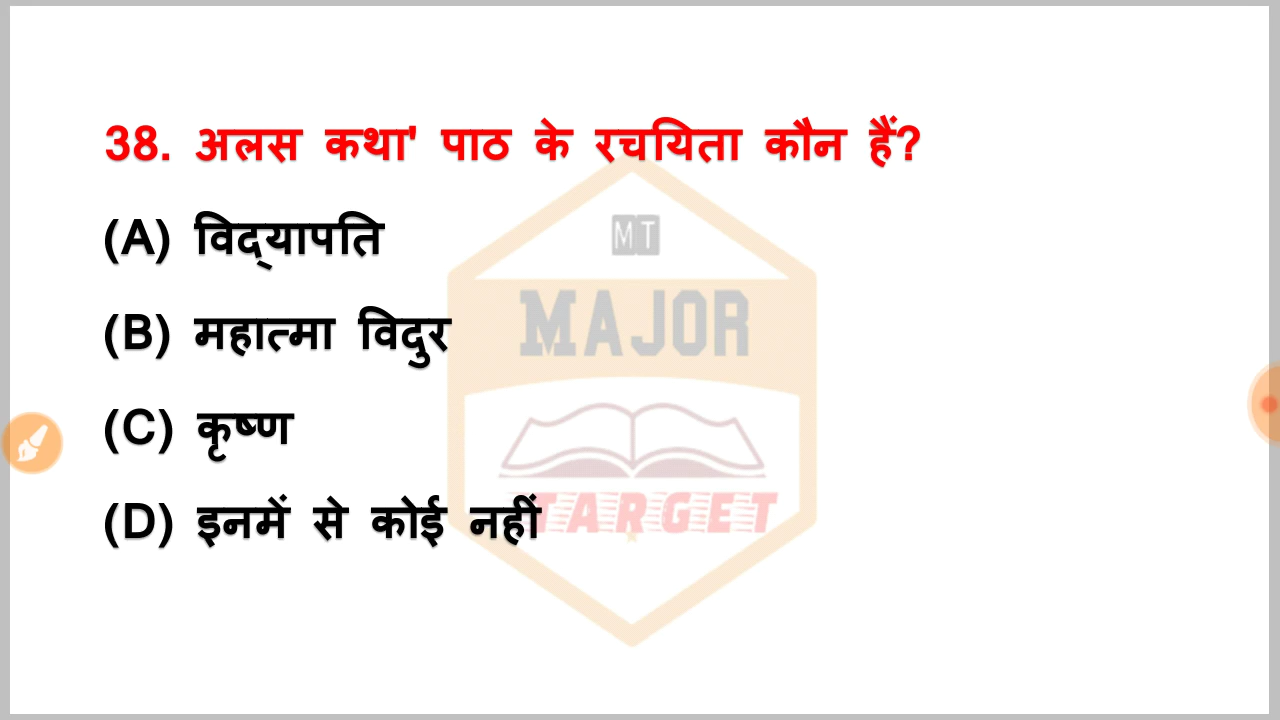 38. अलस कथा' पाठ के रचयिता कौन हैं?
(A) विद्यापति
(B) महात्मा विदुर
(C) कृष्ण
(D) इनमें से कोई नहीं
MT
MAJOR
TARGET